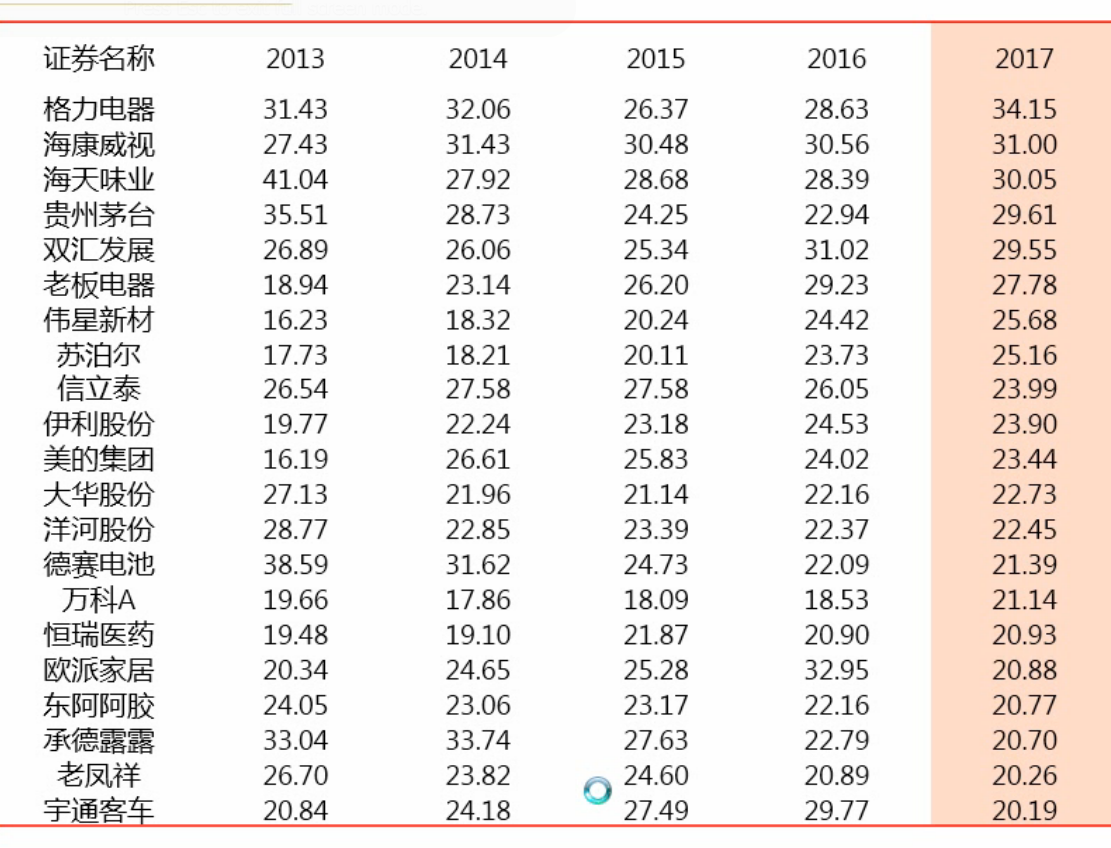 证券名称 2013 2014 2015 2016 2017
格力电器 31.43 32.06 26.37 28.63 34.15
海康威视 27.43 31.43 30.48 30.56 31.00
海天味业 41.04 27.92 28.68 28.39 30.05
贵州茅台 35.51 28.73 24.25 22.94 29.61
双汇发展 26.89 26.06 25.34 31.02 29.55
老板电器 18.94 23.14 26.20 29.23 27.78
伟星新材 16.23 18.32 20.24 24.42 25.68
苏泊尔 17.73 18.21 20.11 23.73 25.16
信立泰 26.54 27.58 27.58 26.05 23.99
伊利股份 19.77 22.24 23.18 24.53 23.90
美的集团 16.19 26.61 25.83 24.02 23.44
大华股份 27.13 21.96 21.14 22.16 22.73
洋河股份 28.77 22.85 23.39 22.37 22.45
德赛电池 38.59 31.62 24.73 22.09 21.39
万科A 19.66 17.86 18.09 18.53 21.14
恒瑞医药 19.48 19.10 21.87 20.90 20.93
欧派家居 20.34 24.65 25.28 32.95 20.88
东阿阿胶 24.05 23.06 23.17 22.16 20.77
承德露露 33.04 33.74 27.63 22.79 20.70
老凤祥 26.70 23.82 24.60 20.89 20.26
宇通客车 20.84 24.18 27.49 29.77 20.19